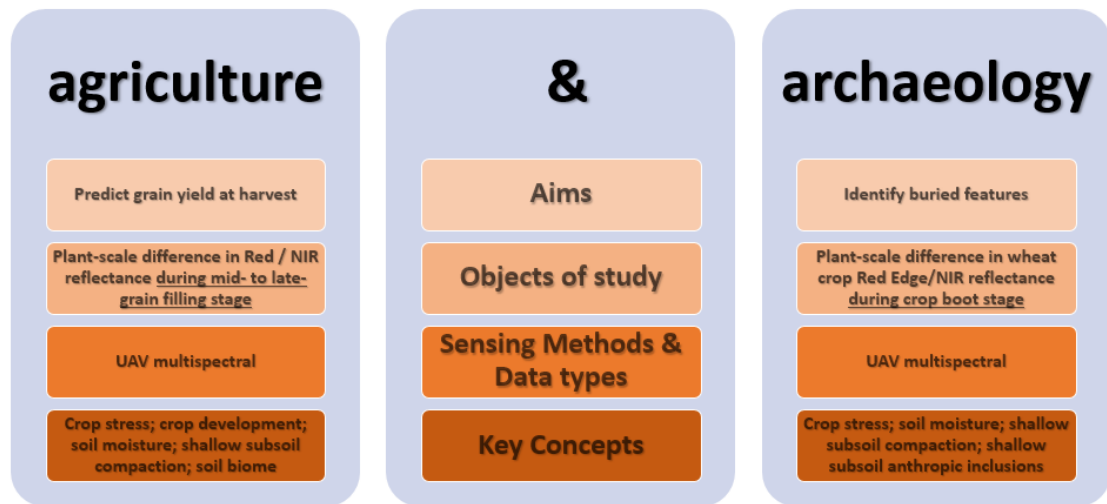 agriculture
Predict grain yield at harvest
Plant-scale difference in Red / NIR
reflectance during mid- to late-
grain filling stage
UAV multispectral
Crop stress; crop development;
soil moisture; shallow subsoil
compaction; soil biome
&
Aims
Objects of study
Sensing Methods &
Data types
Key Concepts
archaeology
Identify buried features
Plant-scale difference in wheat
crop Red Edge/NIR reflectance
during crop boot stage
UAV multispectral
Crop stress; soil moisture; shallow
subsoil compaction; shallow
subsoil anthropic inclusions